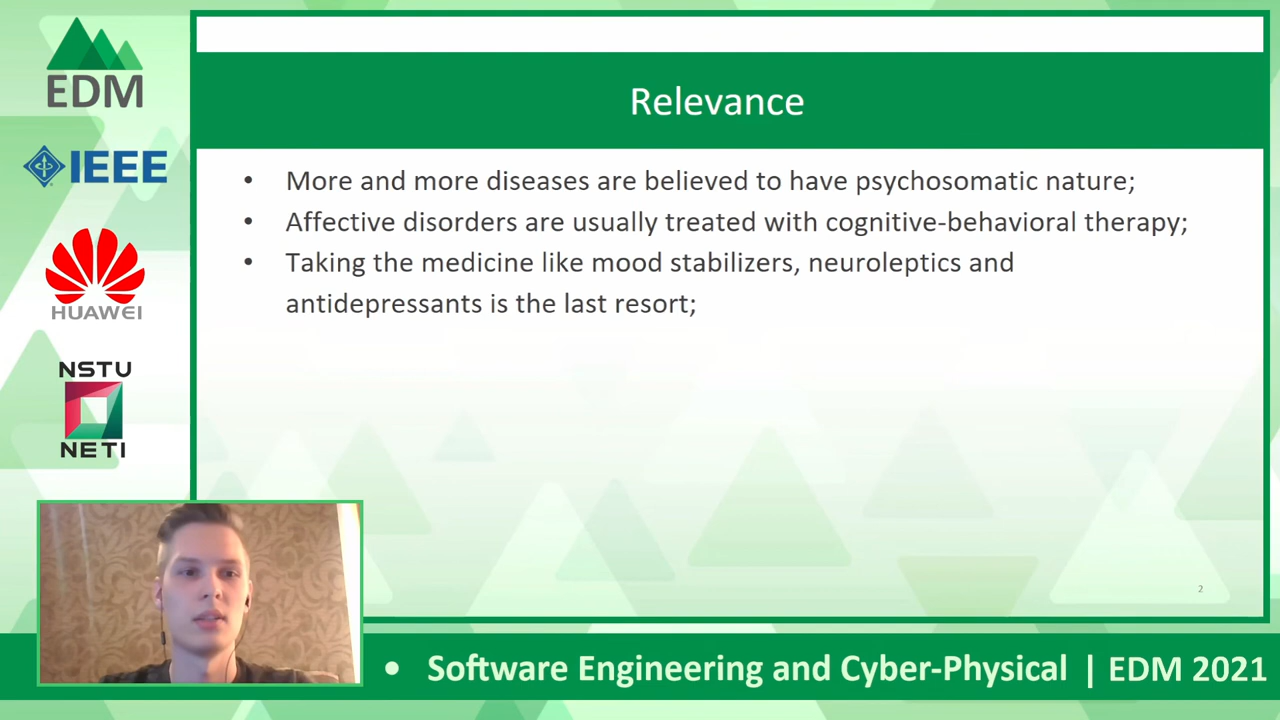 EDM
IEEE
HUAWEI
NSTU
NETI
Relevance
• More and more diseases are believed to have psychosomatic nature;
• Affective disorders are usually treated with cognitive-behavioral therapy;
• Taking the medicine like mood stabilizers, neuroleptics and
antidepressants is the last resort;
2
• Software Engineering and Cyber-Physical | EDM 2021